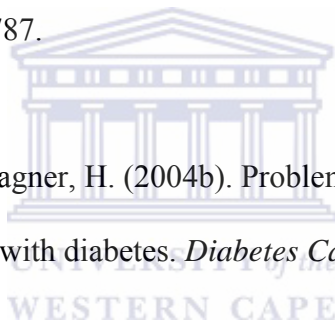 787.
agner, H. (2004b). Problem
with diabetes. Diabetes Ca
UNIVERSITY of the
WESTERN CAPE